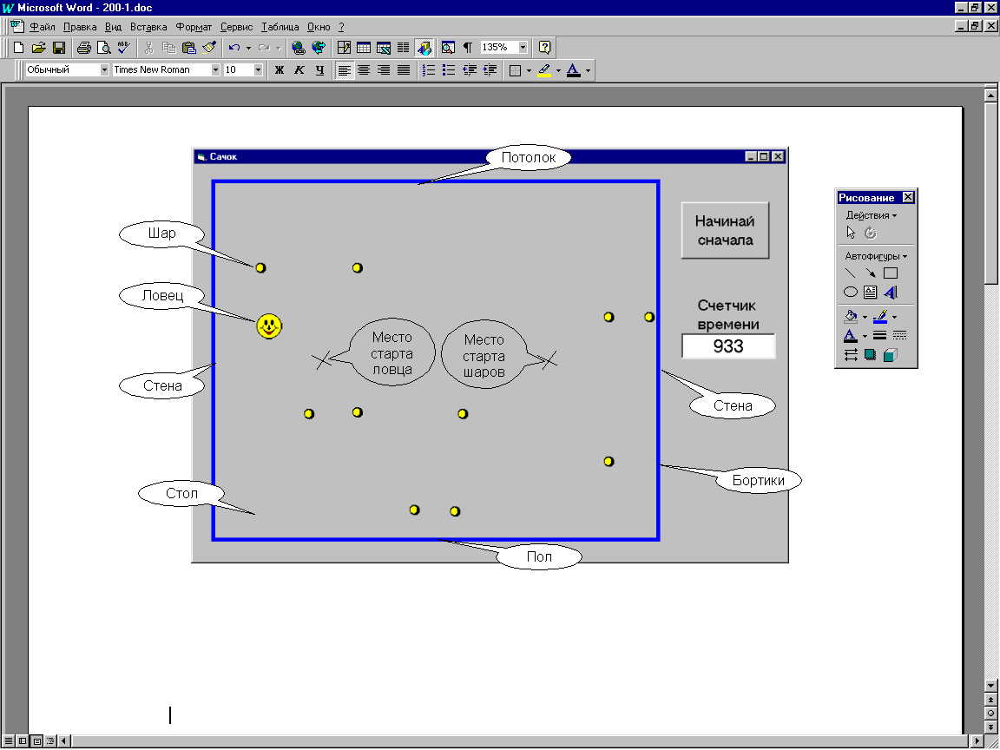 Microsoft Word - 200-1.doc
Файл Правка Вид Вставка Формат Сервис Таблица Окно ?
135%
Обычный Times New Roman 10 Ж К Ч
Сачок
Потолок
Начинай
сначала
Шар
Ловец
Счетчик
времени
933
Место
старта
ловца
Место
старта
шаров
Стена
Стена
Бортики
Стол
Пол
Рисование
Действия
Автофигуры